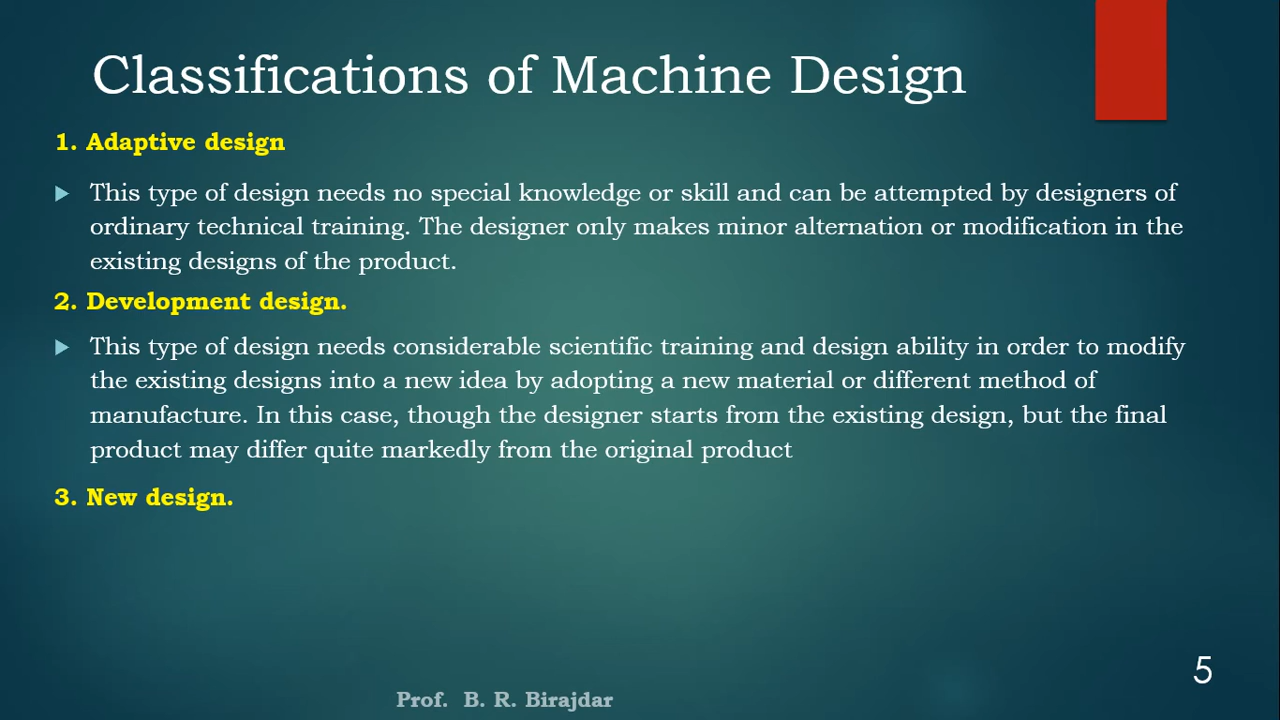 Classifications of Machine Design
1. Adaptive design
This type of design needs no special knowledge or skill and can be attempted by designers of
ordinary technical training. The designer only makes minor alternation or modification in the
existing designs of the product.
2. Development design.
This type of design needs considerable scientific training and design ability in order to modify
the existing designs into a new idea by adopting a new material or different method of
manufacture. In this case, though the designer starts from the existing design, but the final
product may differ quite markedly from the original product
3. New design.
5
Prof. B. R. Birajdar